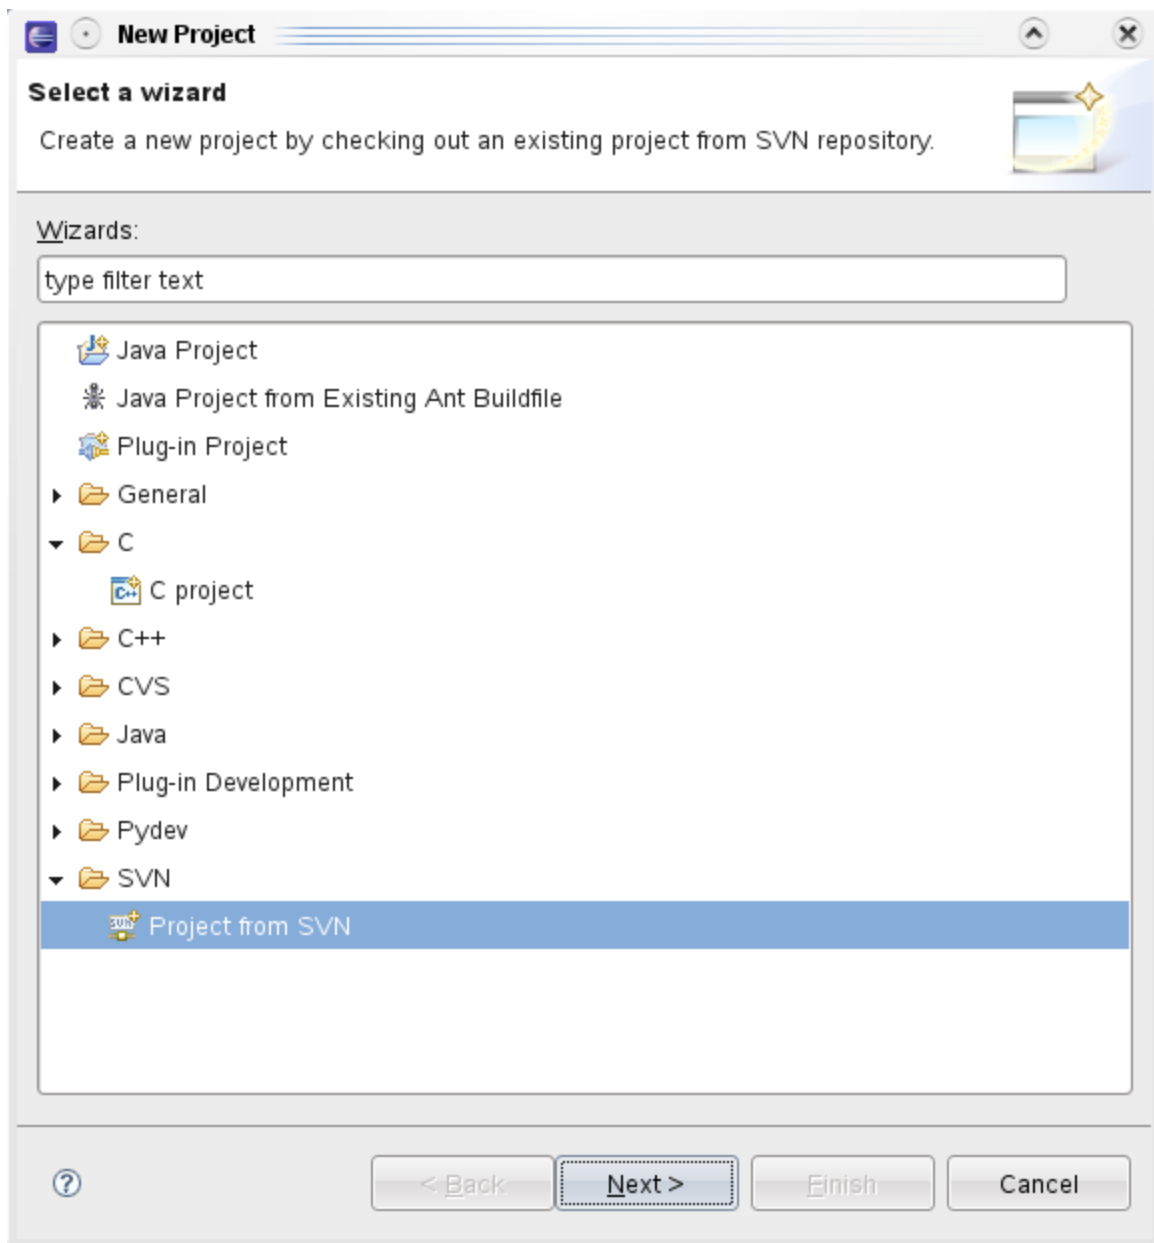 New Project
Select a wizard
Create a new project by checking out an existing project from SVN repository.
Wizards:
type filter text
Java Project
Java Project from Existing Ant Buildfile
Plug-in Project
General
C
C project
C++
CVS
Java
Plug-in Development
Pydev
SVN
Project from SVN
< Back Next > Finish Cancel